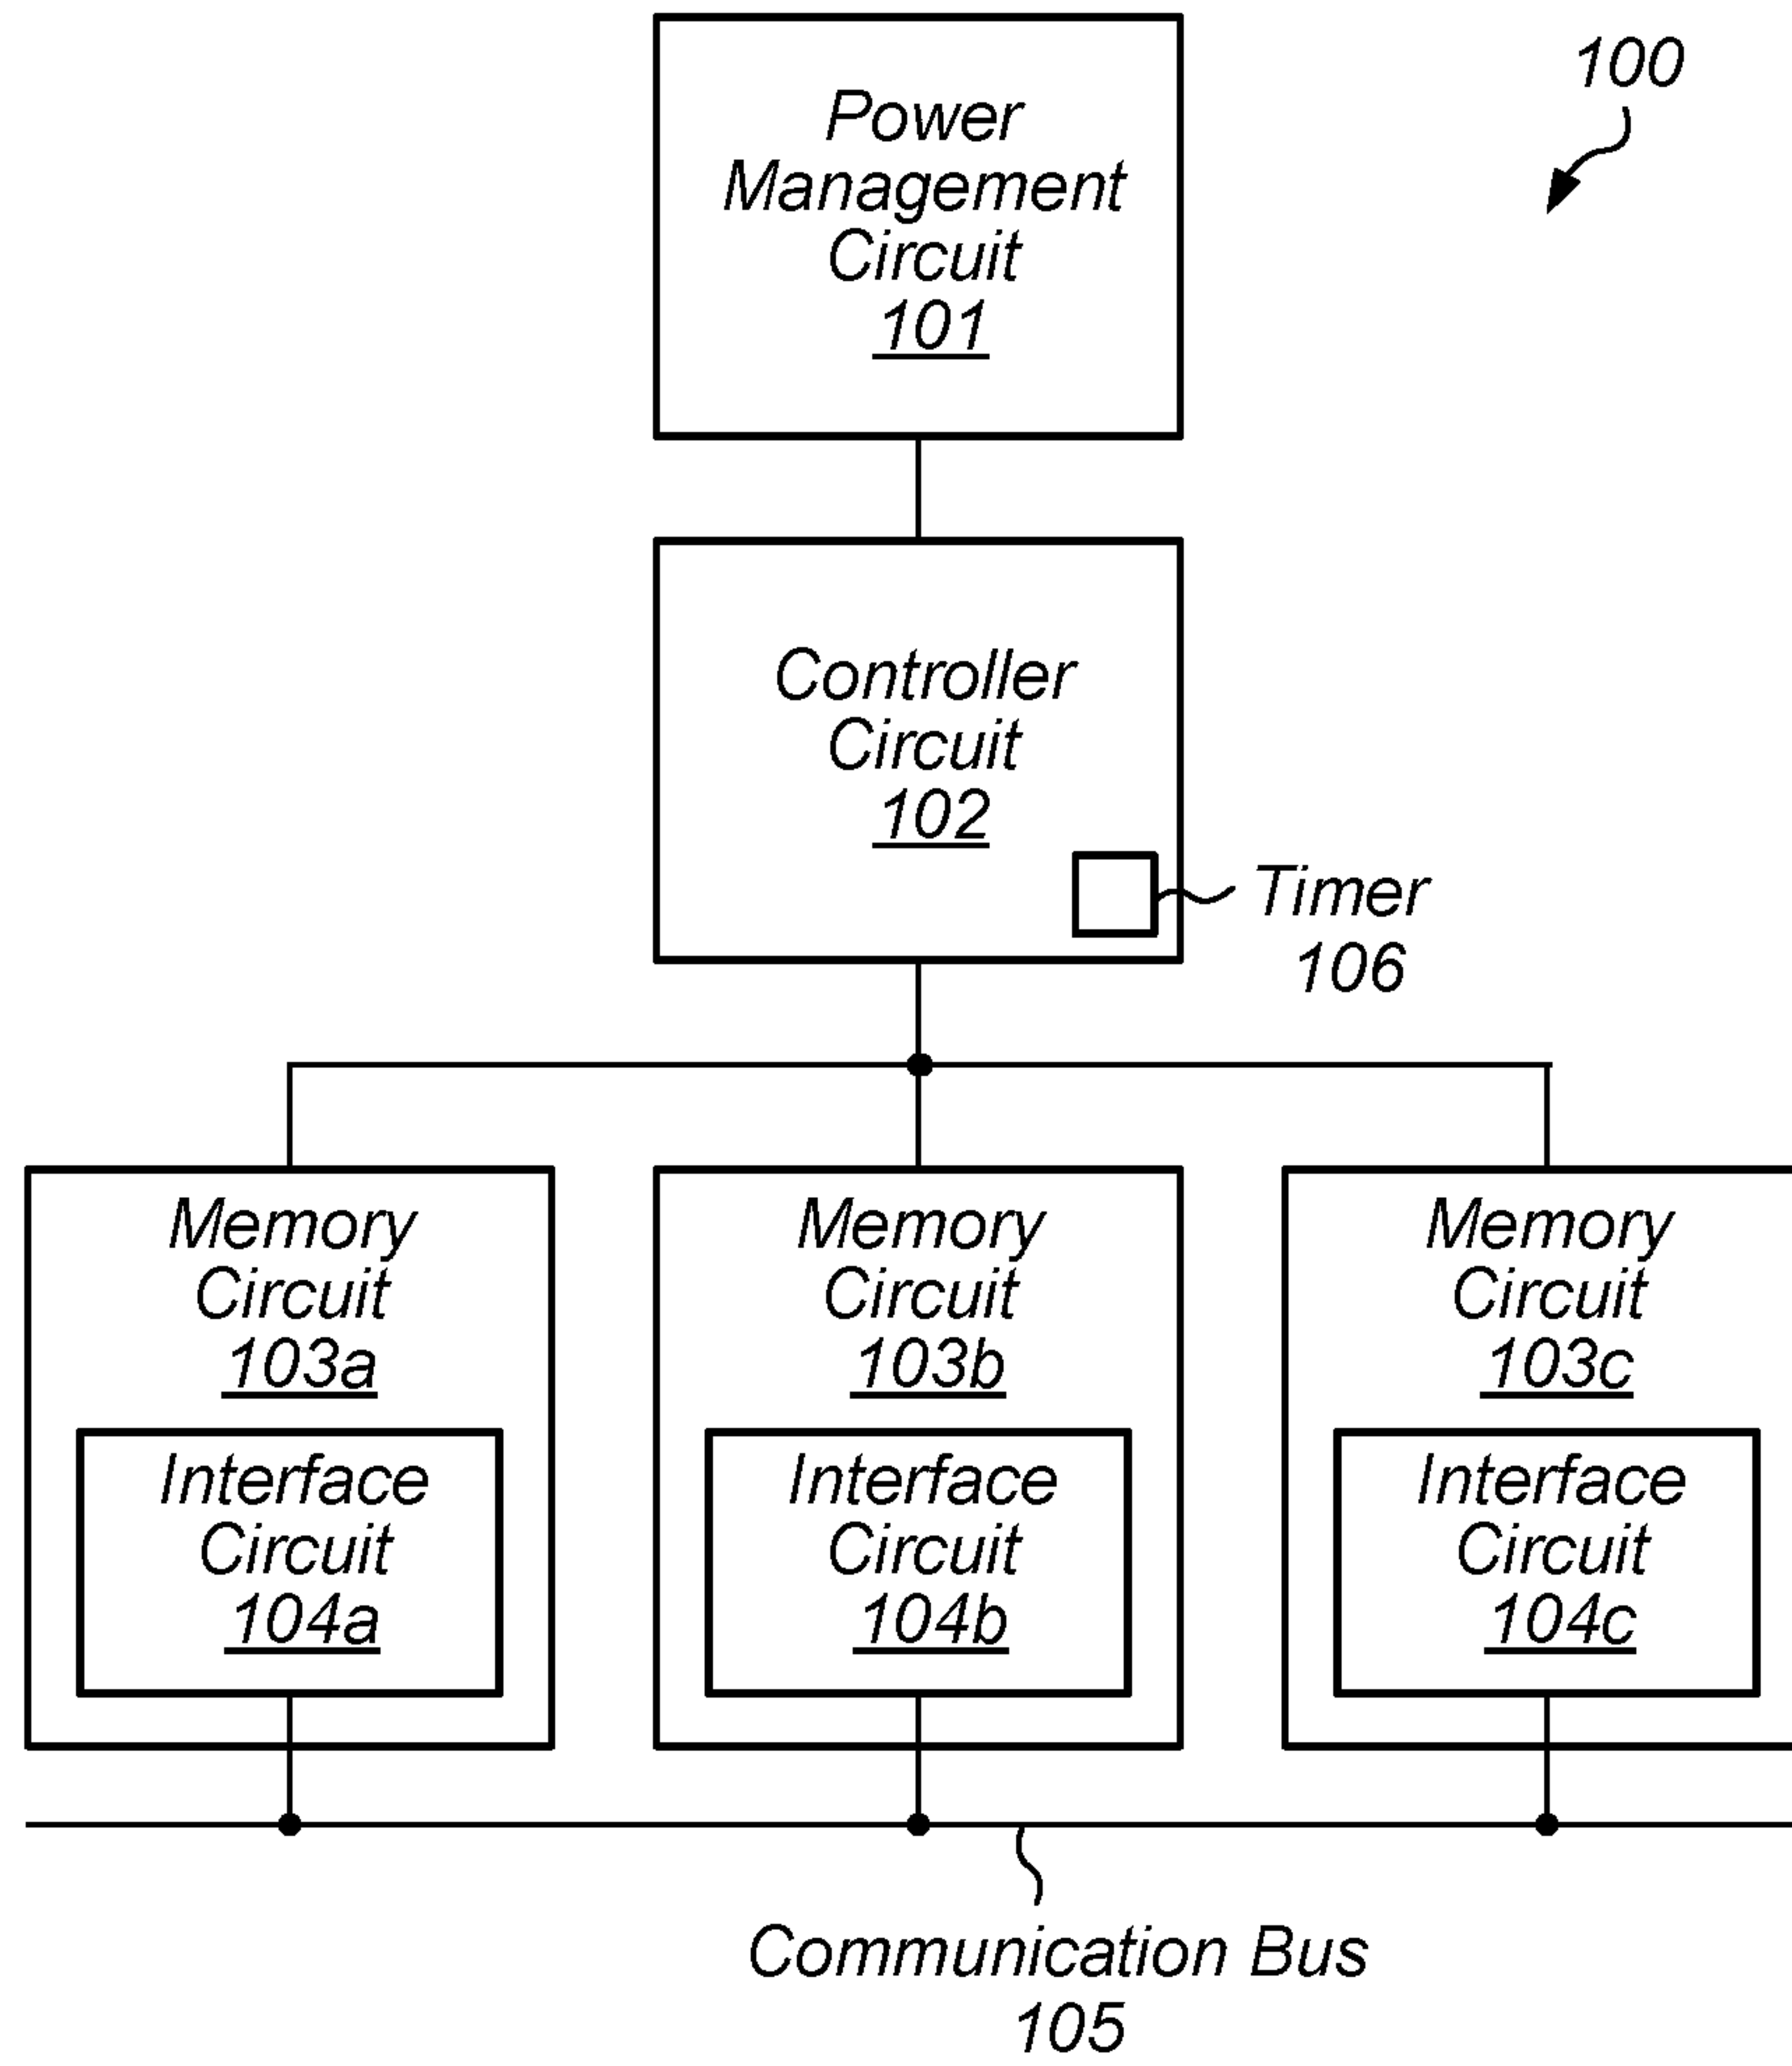 100
Power
Management
Circuit
101
Controller
Circuit
102
Timer
106
Memory
Circuit
103a
Interface
Circuit
104a
Memory
Circuit
103b
Interface
Circuit
104b
Memory
Circuit
103c
Interface
Circuit
104c
Communication Bus
105